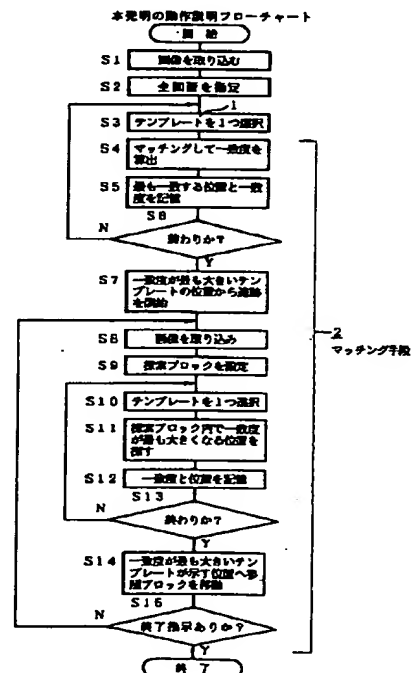 本発明の動作説明フローチャート
開始
S1
画像を取り込む
S2
全画面を指定
1
S3
テンプレートを1つ選択
S4
マッチングして一致度を
算出
S5
最も一致する位置と一致
度を記憶
S6
N
終わりか?
Y
S7
一致度が最も大きいテン
プレートの位置から追跡
を開始
S8
画像を取り込み
2
マッチング手段
S9
探索ブロックを指定
S10
テンプレートを1つ選択
S11
探索ブロック内で一致度
が最も大きくなる位置を
探す
S12
一致度と位置を記憶
S13
N
終わりか?
Y
S14
一致度が最も大きいテン
プレートが示す位置へ参
照ブロックを移動
S15
N
終了指示ありか?
Y
終了